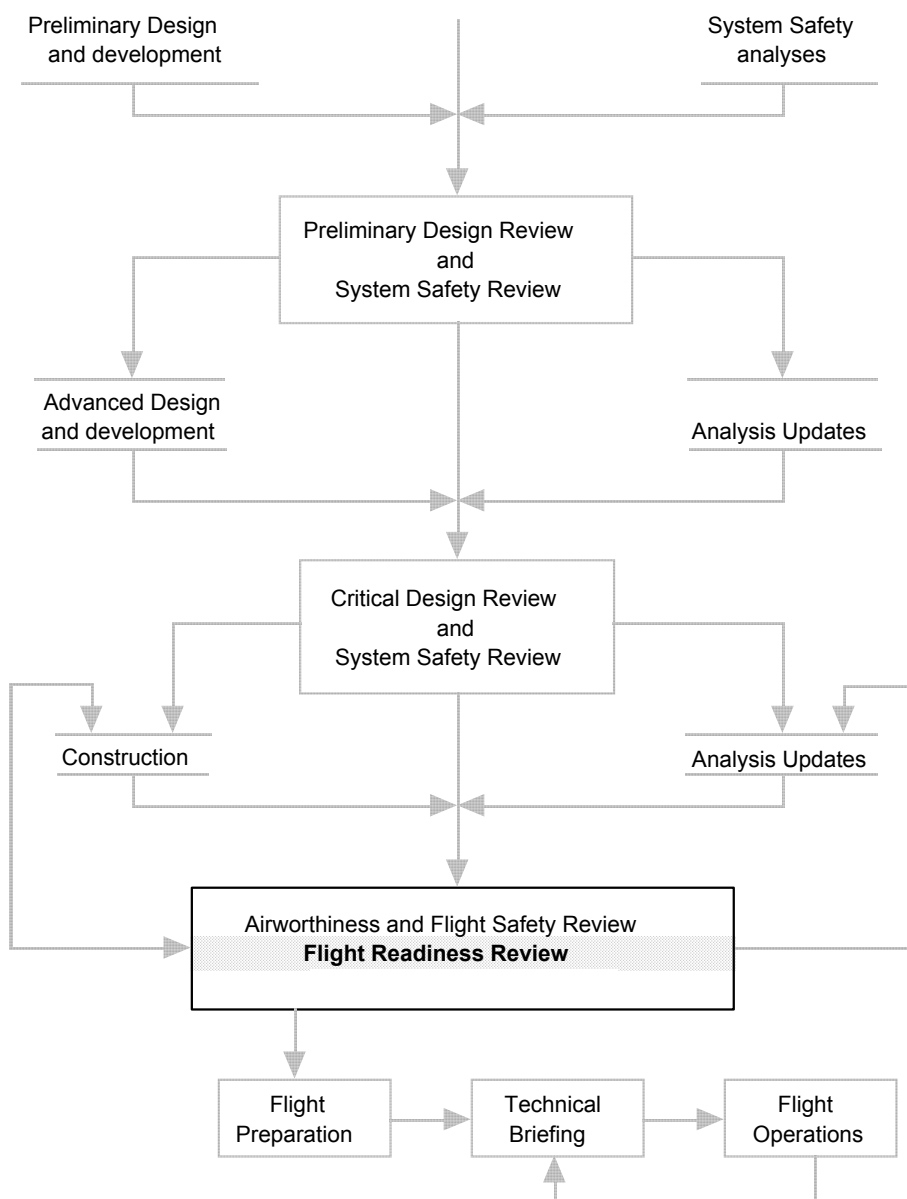 Preliminary Design
and development
System Safety
analyses
Preliminary Design Review
and
System Safety Review
Advanced Design
and development
Analysis Updates
Critical Design Review
and
System Safety Review
Construction
Analysis Updates
Airworthiness and Flight Safety Review
Flight Readiness Review
Flight
Preparation
Technical
Briefing
Flight
Operations